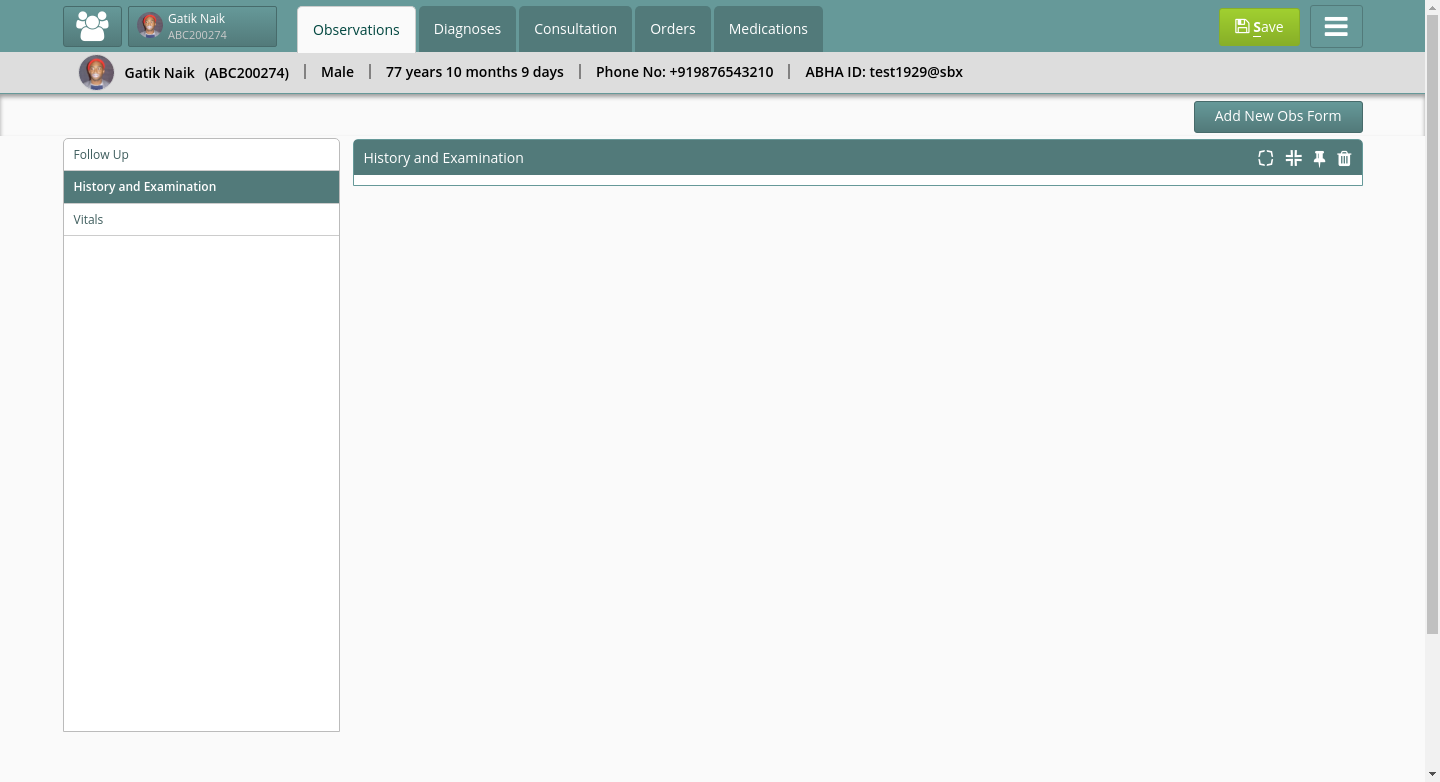 Gatik Naik
ABC200274
Observations
Diagnoses
Consultation
Orders
Medications
Save
Gatik Naik (ABC200274) | Male | 77 years 10 months 9 days | Phone No: +919876543210 | ABHA ID: test1929@sbx
Add New Obs Form
Follow Up
History and Examination
Vitals
History and Examination